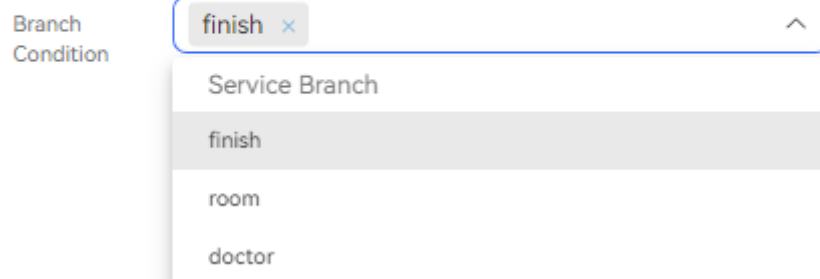 Branch
Condition
finish ×
Service Branch
finish
room
doctor